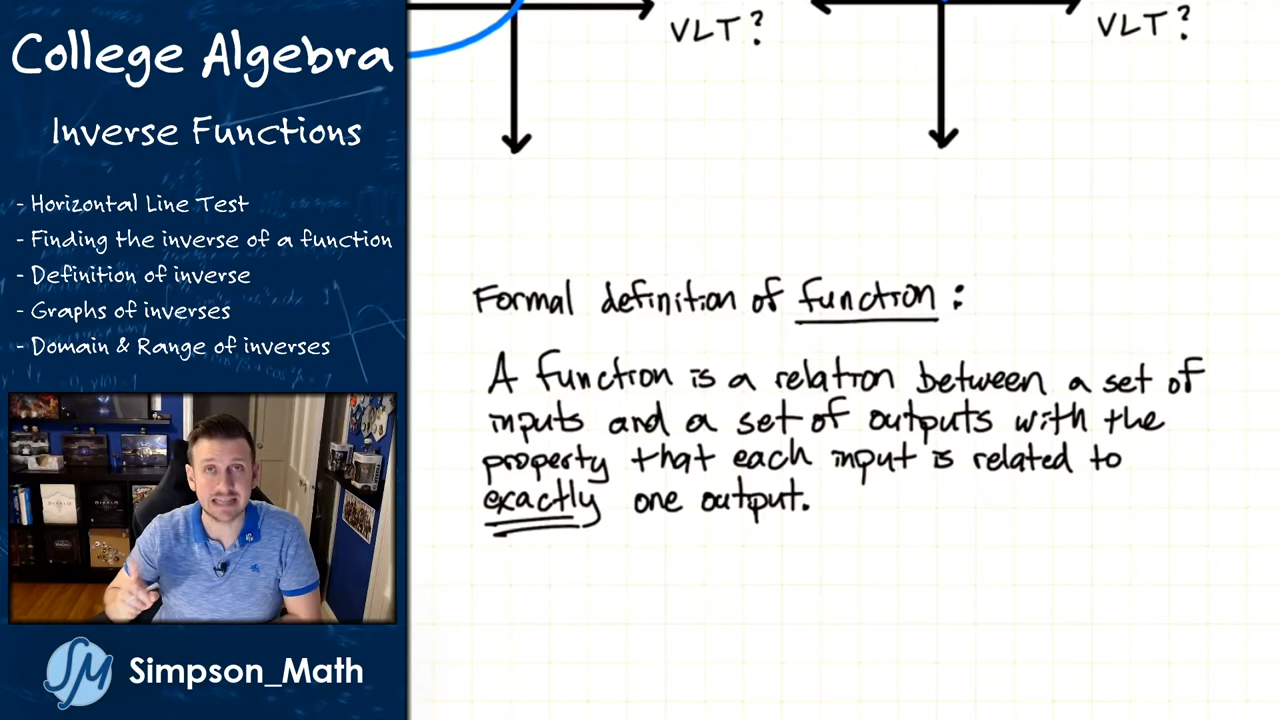 College Algebra
Inverse Functions
- Horizontal Line Test
- Finding the inverse of a function
- Definition of inverse
- Graphs of inverses
- Domain & Range of inverses
SM Simpson_Math
VLT?
VLT?
Formal definition of function:
A function is a relation between a set of
inputs and a set of outputs with the
property that each input is related to
exactly one output.